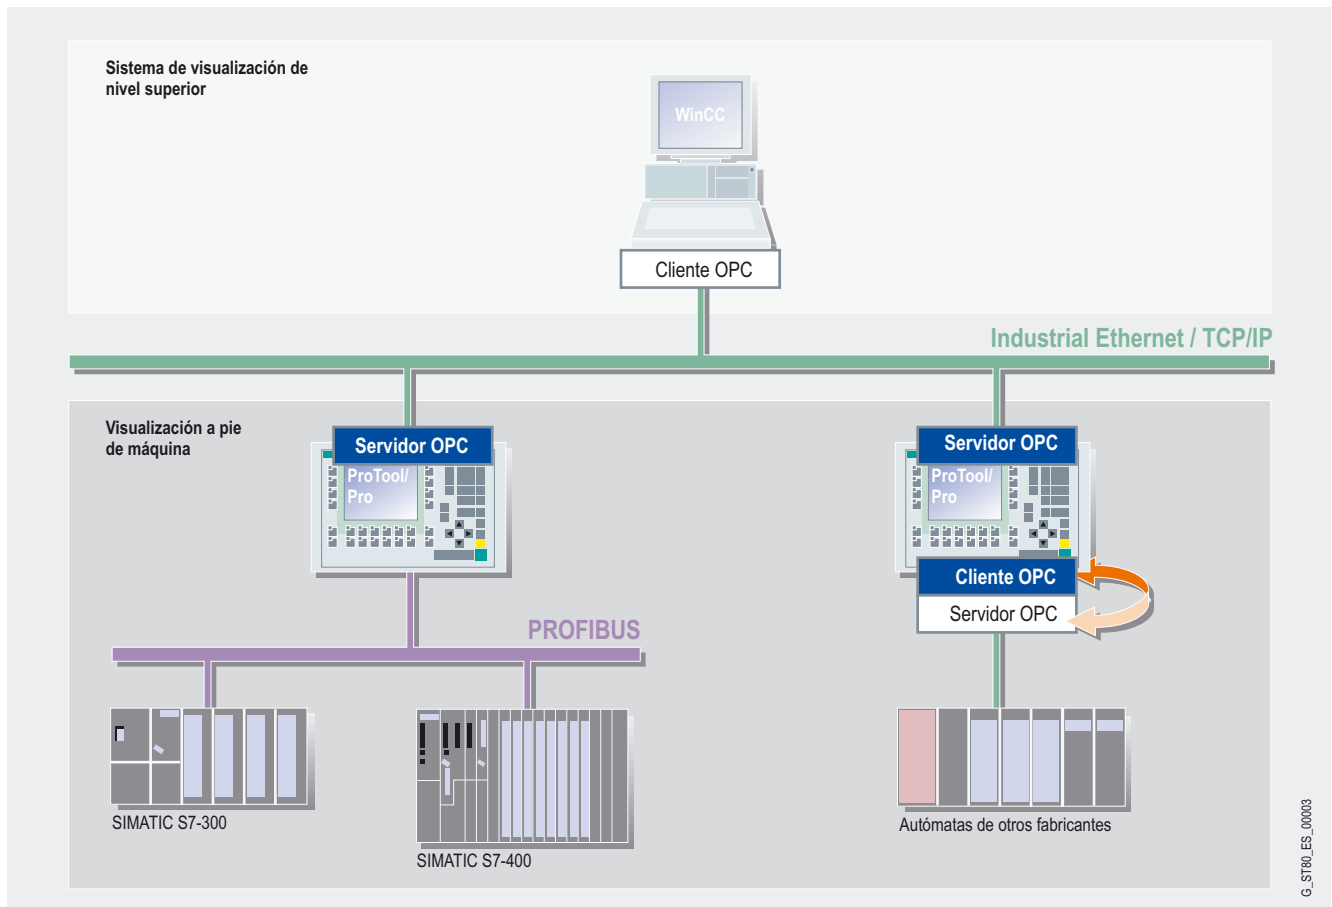 Sistema de visualización de
nivel superior
WinCC
Cliente OPC
Industrial Ethernet / TCP/IP
Visualización a pie
de máquina
Servidor OPC
ProTool/
Pro
Servidor OPC
ProTool/
Pro
Cliente OPC
Servidor OPC
PROFIBUS
SIMATIC S7-300
SIMATIC S7-400
Autómatas de otros fabricantes
G_ST80_ES_00003